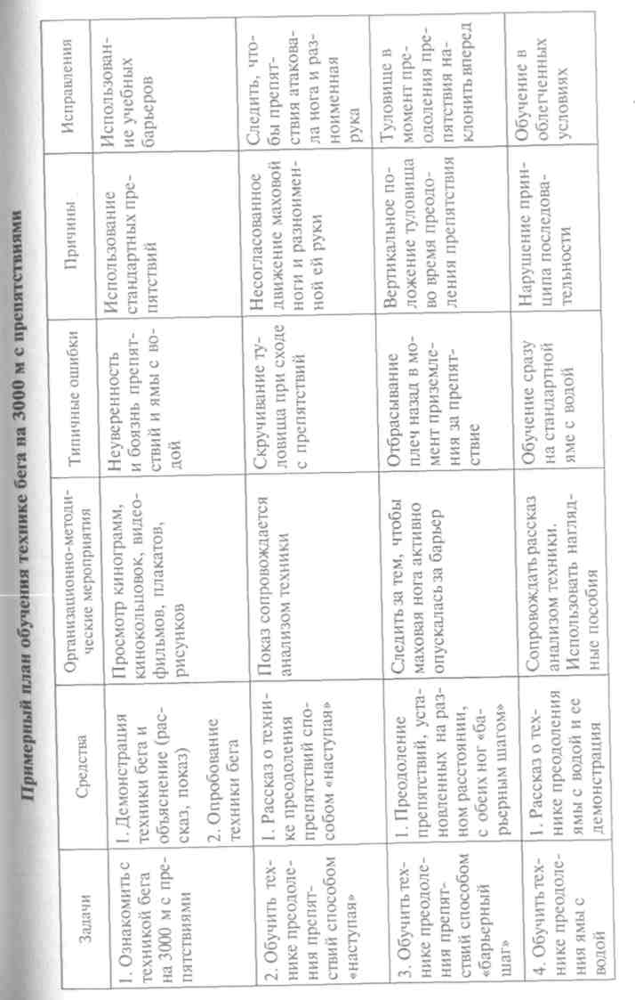 Примерный план обучения технике бега на 3000 м с препятствиями
Задачи
Средства
Организационно-методи-
ческие мероприятия
Типичные ошибки
Причины
Исправления
1. Ознакомить с
техникой бега
на 3000 м с пре-
пятствиями
1. Демонстрация
техники бега и
объяснение (рас-
сказ, показ)
2. Опробование
техники бега
Просмотр кинограмм,
кинокольцовок, видео-
фильмов, плакатов,
рисунков
Неуверенность
и боязнь препят-
ствий и ямы с во-
дой
Использование
стандартных пре-
пятствий
Использован-
ие учебных
барьеров
2. Обучить тех-
нике преодоле-
ния препят-
ствий способом
«наступая»
1. Рассказ о техни-
ке преодоления
препятствий спо-
собом «наступая»
Показ сопровождается
анализом техники
Скручивание ту-
ловища при сходе
с препятствий
Несогласованное
движение маховой
ноги и разноимен-
ной ей руки
Следить, что-
бы препят-
ствия атакова-
ла нога и раз-
ноименная
рука
3. Обучить тех-
нике преодоле-
ния препят-
ствий способом
«барьерный
шаг»
1. Преодоление
препятствий, уста-
новленных на раз-
ном расстоянии,
с обеих ног «ба-
рьерным шагом»
Следить за тем, чтобы
маховая нога активно
опускалась за барьер
Отбрасывание
плеч назад в мо-
мент приземле-
ния за препят-
ствие
Вертикальное по-
ложение туловища
во время преодо-
ления препятствия
Туловище в
момент пре-
одоления пре-
пятствия на-
клонить вперед
4. Обучить тех-
нике преодоле-
ния ямы с
водой
1. Рассказ о тех-
нике преодоления
ямы с водой и ее
демонстрация
Сопровождать рассказ
анализом техники.
Использовать нагляд-
ные пособия
Обучение сразу
на стандартной
яме с водой
Нарушение прин-
ципа последова-
тельности
Обучение в
облегченных
условиях